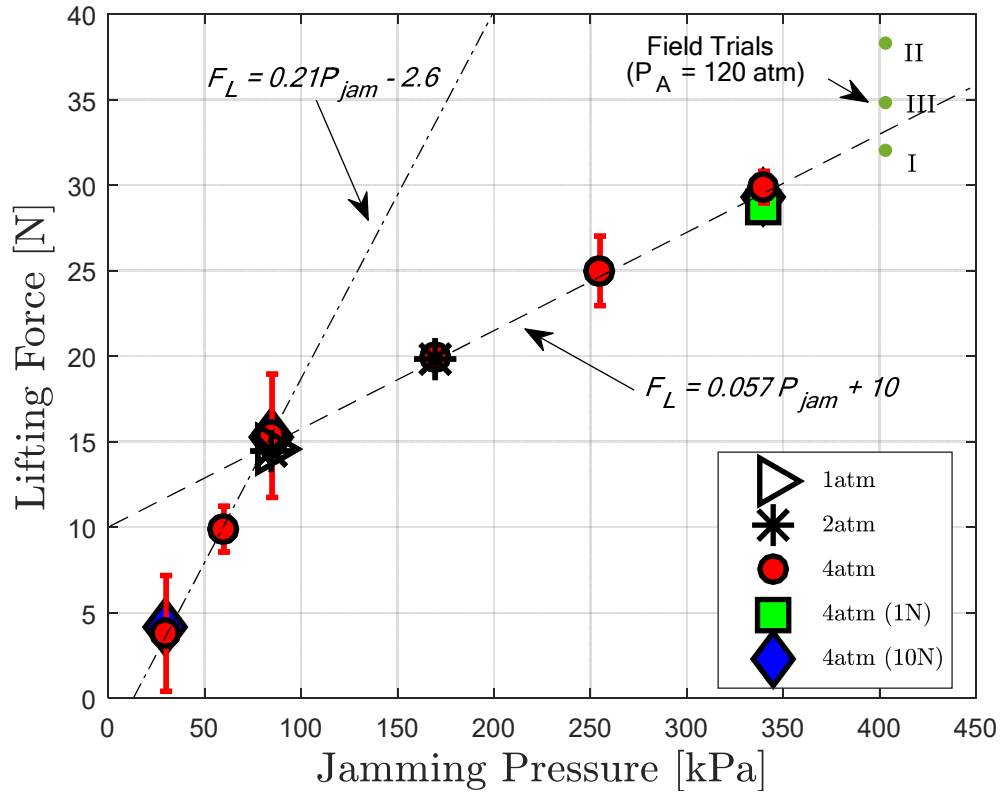 Lifting Force [N]
40
35
30
25
20
15
10
5
0
F_L = 0.21P_jam - 2.6
Field Trials
(P_A = 120 atm)
II
III
I
F_L = 0.057 P_jam + 10
1atm
2atm
4atm
4atm (1N)
4atm (10N)
0 50 100 150 200 250 300 350 400 450
Jamming Pressure [kPa]